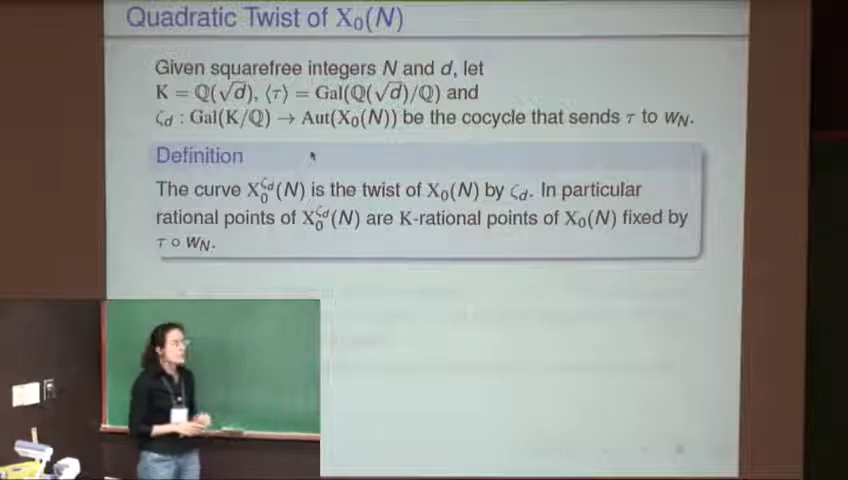 Quadratic Twist of X₀(N)
Given squarefree integers N and d, let
K = ℚ(√d), ⟨τ⟩ = Gal(ℚ(√d)/ℚ) and
ζ_d : Gal(K/ℚ) → Aut(X₀(N)) be the cocycle that sends τ to w_N.
Definition
The curve X₀^{ζ_d}(N) is the twist of X₀(N) by ζ_d. In particular
rational points of X₀^{ζ_d}(N) are K-rational points of X₀(N) fixed by
τ ∘ w_N.